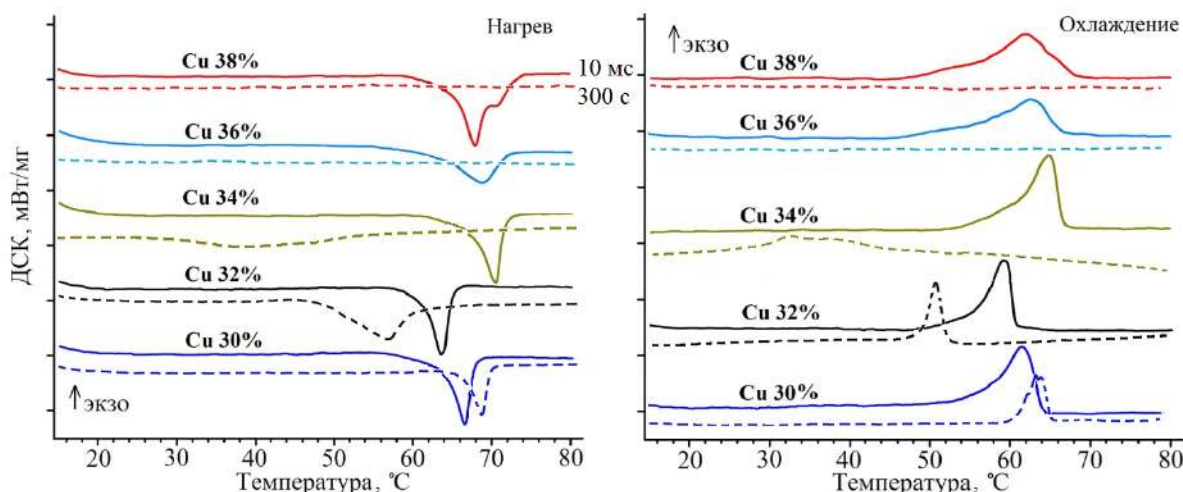 Нагрев
Cu 38%
10 мс
300 с
Cu 36%
Cu 34%
Cu 32%
Cu 30%
↑экзо
ДСК, мВт/мг
20 30 40 50 60 70 80
Температура, ℃
Охлаждение
↑экзо
Cu 38%
Cu 36%
Cu 34%
Cu 32%
Cu 30%
20 30 40 50 60 70 80
Температура, ℃